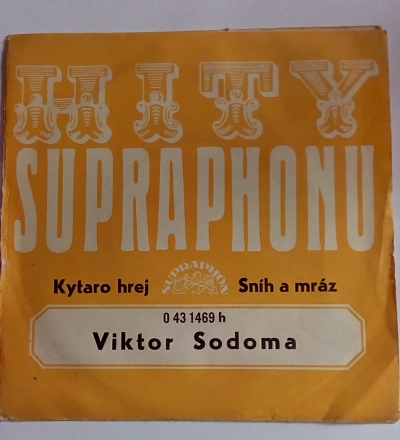 HITY
SUPRAPHONU
Kytaro hrej SUPRAPHON Sníh a mráz
0 43 1469 h
Viktor Sodoma